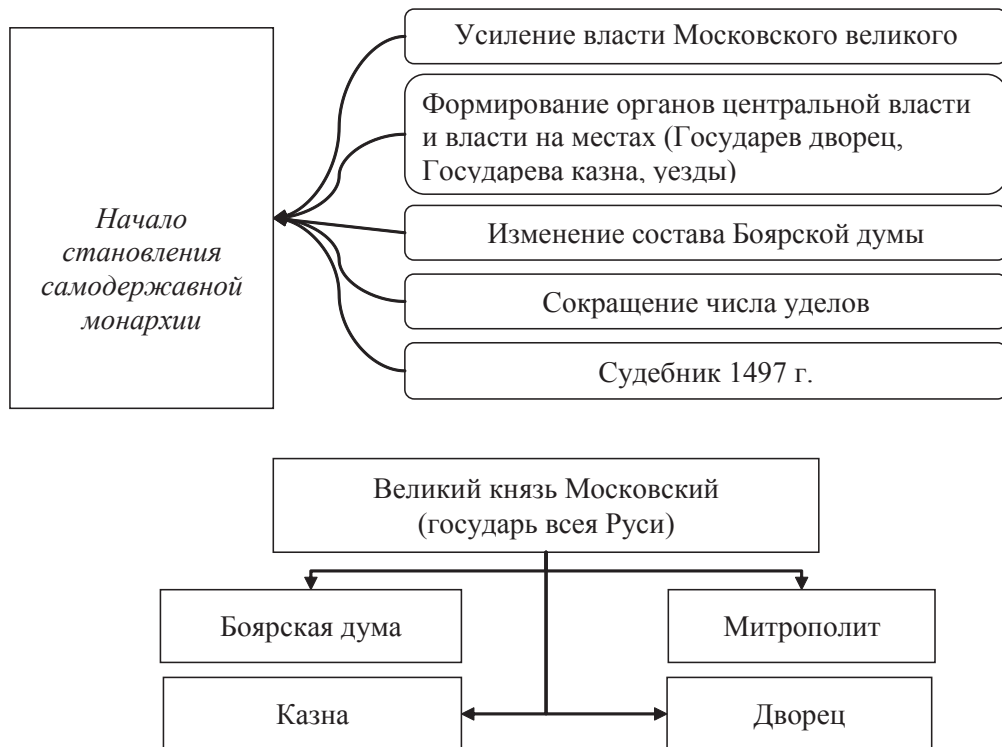 Усиление власти Московского великого
Формирование органов центральной власти
и власти на местах (Государев дворец,
Государева казна, уезды)
Начало
становления
самодержавной
монархии
Изменение состава Боярской думы
Сокращение числа уделов
Судебник 1497 г.
Великий князь Московский
(государь всея Руси)
Боярская дума
Митрополит
Казна
Дворец